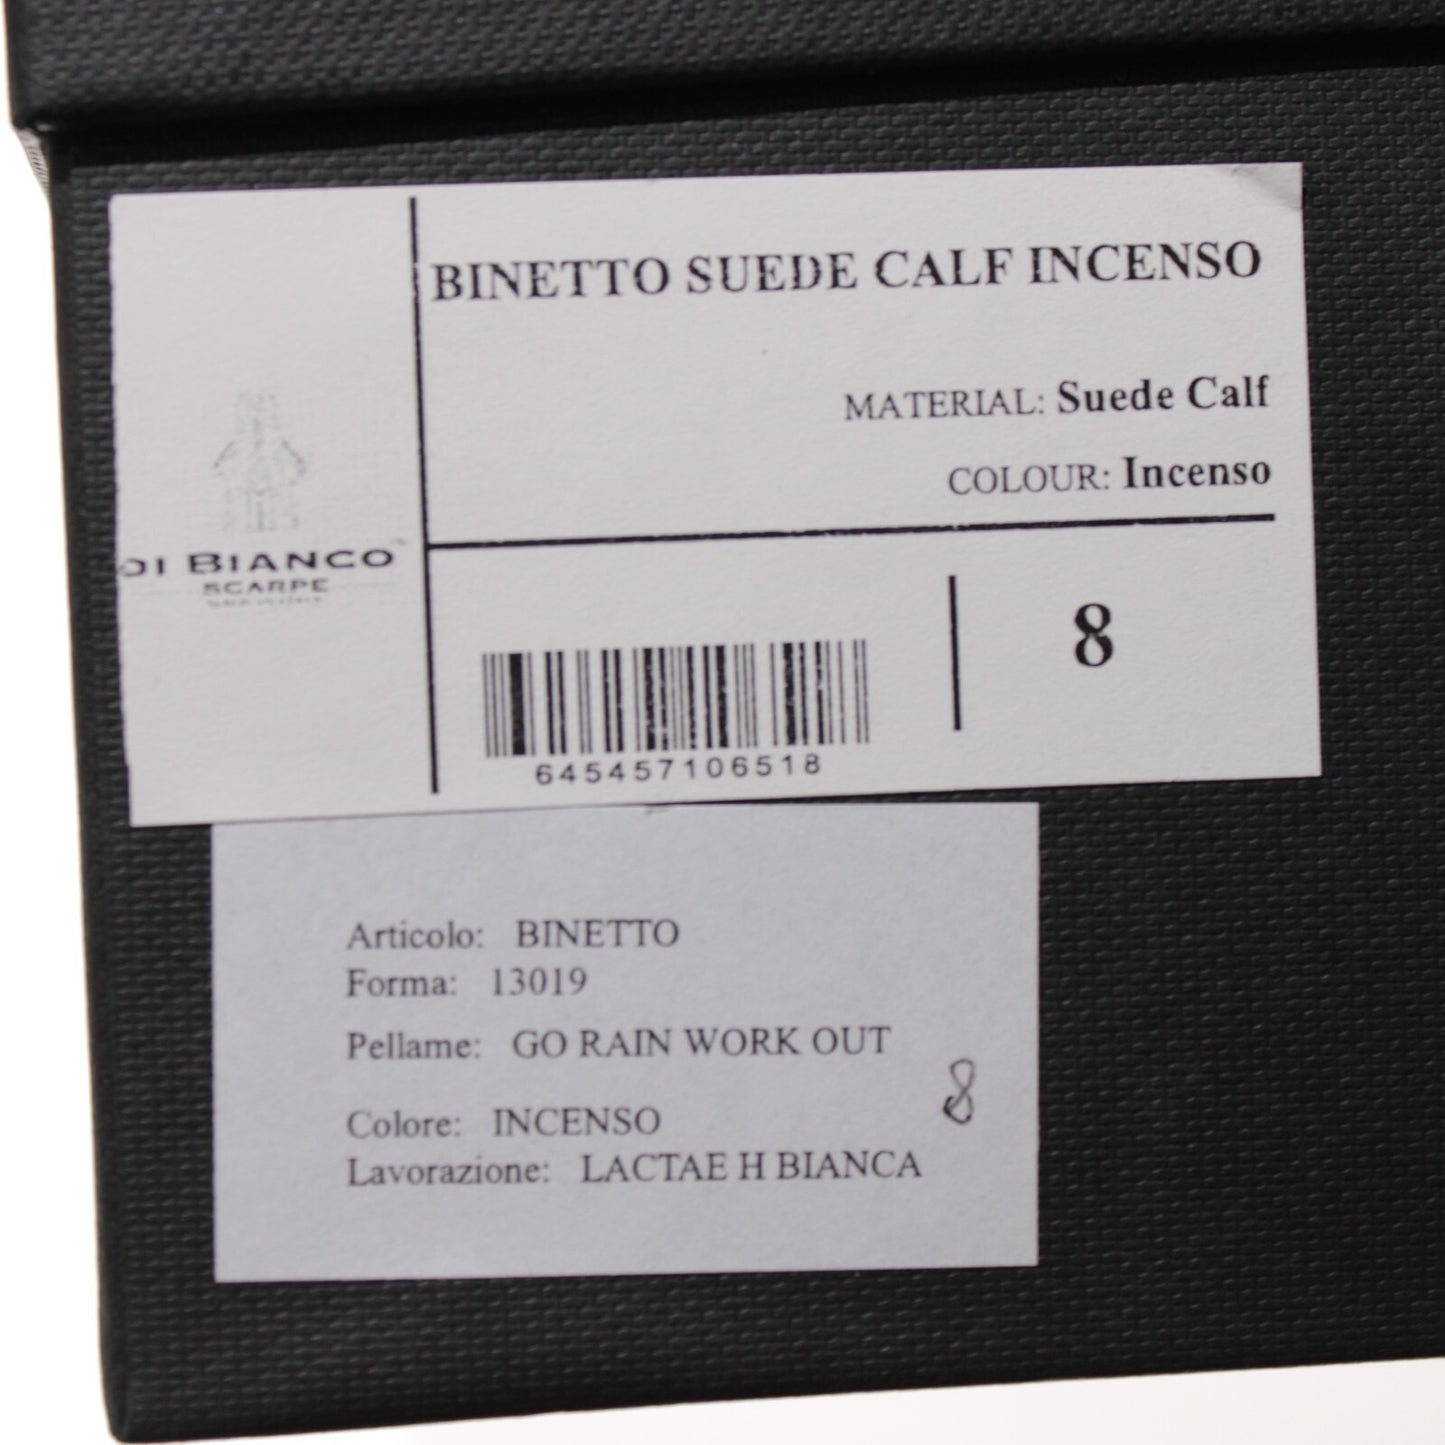 BINETTO SUEDE CALF INCENSO
MATERIAL: Suede Calf
COLOUR: Incenso
DI BIANCO
SCARPE
8
645457106518
Articolo: BINETTO
Forma: 13019
Pellame: GO RAIN WORK OUT
8
Colore: INCENSO
Lavorazione: LACTAE H BIANCA